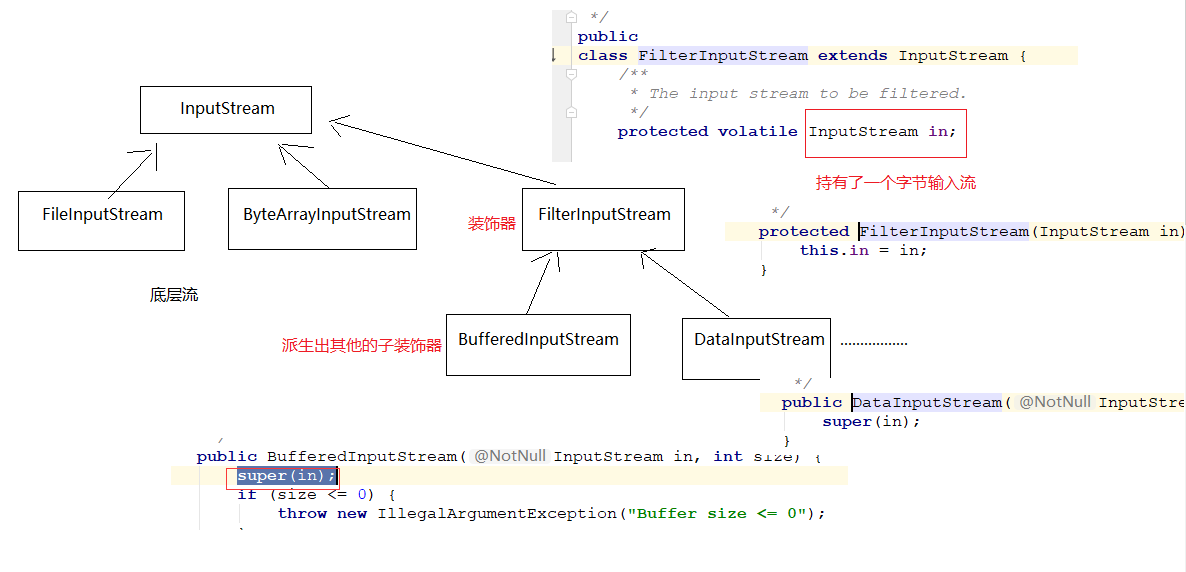 */
public
class FilterInputStream extends InputStream {
/**
* The input stream to be filtered.
*/
protected volatile InputStream in;
持有了一个字节输入流
InputStream
FileInputStream
ByteArrayInputStream
装饰器
FilterInputStream
*/
protected FilterInputStream(InputStream in)
this.in = in;
}
底层流
派生出其他的子装饰器
BufferedInputStream
DataInputStream
.................
*/
public DataInputStream( @NotNull InputStre
super(in);
}
public BufferedInputStream( @NotNull InputStream in, int size) {
super(in);
if (size <= 0) {
throw new IllegalArgumentException("Buffer size <= 0");